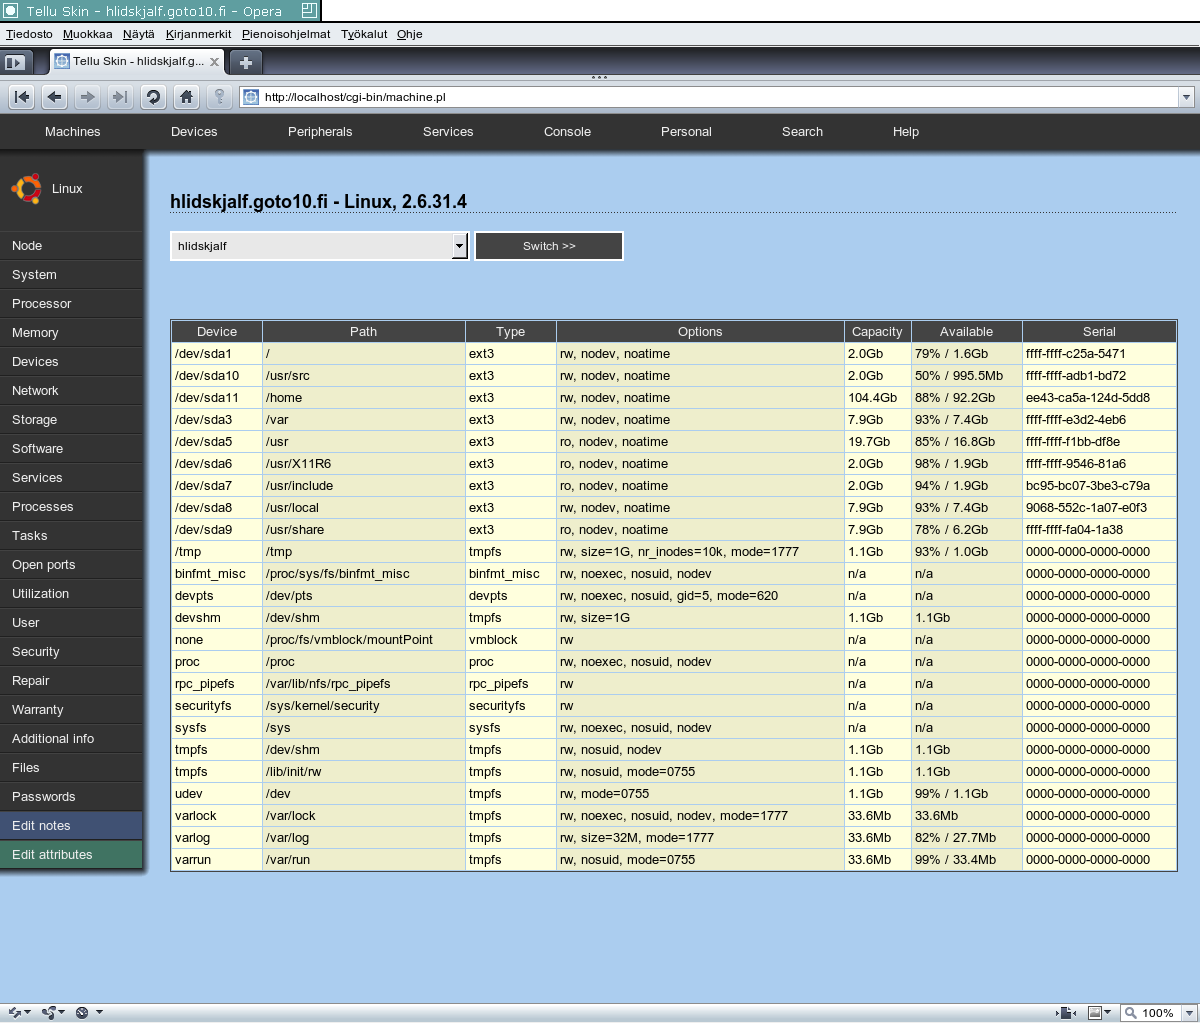 Tellu Skin - hlidskjalf.goto10.fi - Opera
Tiedosto Muokkaa Näytä Kirjanmerkit Pienoisohjelmat Työkalut Ohje
Tellu Skin - hlidskjalf.g...
http://localhost/cgi-bin/machine.pl
Machines Devices Peripherals Services Console Personal Search Help
Linux
hlidskjalf.goto10.fi - Linux, 2.6.31.4
hlidskjalf Switch >>
Node
System
Processor
Memory
Devices
Network
Storage
Software
Services
Processes
Tasks
Open ports
Utilization
User
Security
Repair
Warranty
Additional info
Files
Passwords
Edit notes
Edit attributes
Device Path Type Options Capacity Available Serial
/dev/sda1 / ext3 rw, nodev, noatime 2.0Gb 79% / 1.6Gb ffff-ffff-c25a-5471
/dev/sda10 /usr/src ext3 rw, nodev, noatime 2.0Gb 50% / 995.5Mb ffff-ffff-adb1-bd72
/dev/sda11 /home ext3 rw, nodev, noatime 104.4Gb 88% / 92.2Gb ee43-ca5a-124d-5dd8
/dev/sda3 /var ext3 rw, nodev, noatime 7.9Gb 93% / 7.4Gb ffff-ffff-e3d2-4eb6
/dev/sda5 /usr ext3 ro, nodev, noatime 19.7Gb 85% / 16.8Gb ffff-ffff-f1bb-df8e
/dev/sda6 /usr/X11R6 ext3 ro, nodev, noatime 2.0Gb 98% / 1.9Gb ffff-ffff-9546-81a6
/dev/sda7 /usr/include ext3 ro, nodev, noatime 2.0Gb 94% / 1.9Gb bc95-bc07-3be3-c79a
/dev/sda8 /usr/local ext3 rw, nodev, noatime 7.9Gb 93% / 7.4Gb 9068-552c-1a07-e0f3
/dev/sda9 /usr/share ext3 ro, nodev, noatime 7.9Gb 78% / 6.2Gb ffff-ffff-fa04-1a38
/tmp /tmp tmpfs rw, size=1G, nr_inodes=10k, mode=1777 1.1Gb 93% / 1.0Gb 0000-0000-0000-0000
binfmt_misc /proc/sys/fs/binfmt_misc binfmt_misc rw, noexec, nosuid, nodev n/a n/a 0000-0000-0000-0000
devpts /dev/pts devpts rw, noexec, nosuid, gid=5, mode=620 n/a n/a 0000-0000-0000-0000
devshm /dev/shm tmpfs rw, size=1G 1.1Gb 1.1Gb 0000-0000-0000-0000
none /proc/fs/vmblock/mountPoint vmblock rw n/a n/a 0000-0000-0000-0000
proc /proc proc rw, noexec, nosuid, nodev n/a n/a 0000-0000-0000-0000
rpc_pipefs /var/lib/nfs/rpc_pipefs rpc_pipefs rw n/a n/a 0000-0000-0000-0000
securityfs /sys/kernel/security securityfs rw n/a n/a 0000-0000-0000-0000
sysfs /sys sysfs rw, noexec, nosuid, nodev n/a n/a 0000-0000-0000-0000
tmpfs /dev/shm tmpfs rw, nosuid, nodev 1.1Gb 1.1Gb 0000-0000-0000-0000
tmpfs /lib/init/rw tmpfs rw, nosuid, mode=0755 1.1Gb 1.1Gb 0000-0000-0000-0000
udev /dev tmpfs rw, mode=0755 1.1Gb 99% / 1.1Gb 0000-0000-0000-0000
varlock /var/lock tmpfs rw, noexec, nosuid, nodev, mode=1777 33.6Mb 33.6Mb 0000-0000-0000-0000
varlog /var/log tmpfs rw, size=32M, mode=1777 33.6Mb 82% / 27.7Mb 0000-0000-0000-0000
varrun /var/run tmpfs rw, nosuid, mode=0755 33.6Mb 99% / 33.4Mb 0000-0000-0000-0000
100%